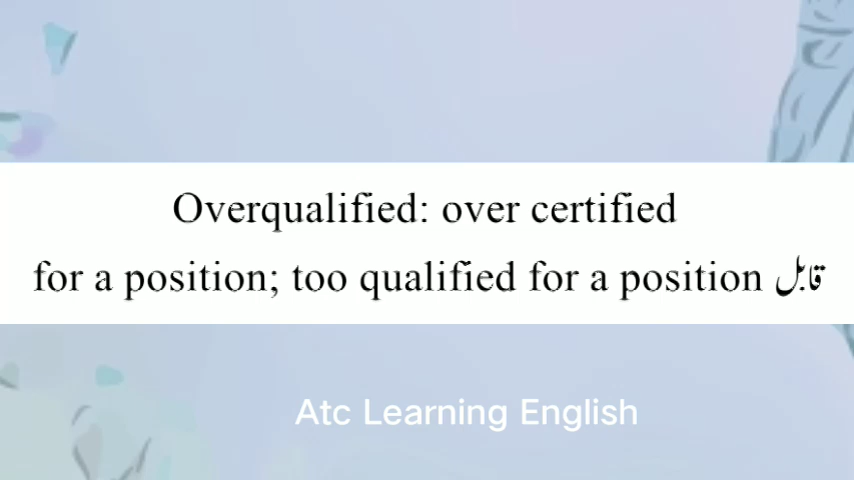 Overqualified: over certified
for a position; too qualified for a position قابل
Atc Learning English